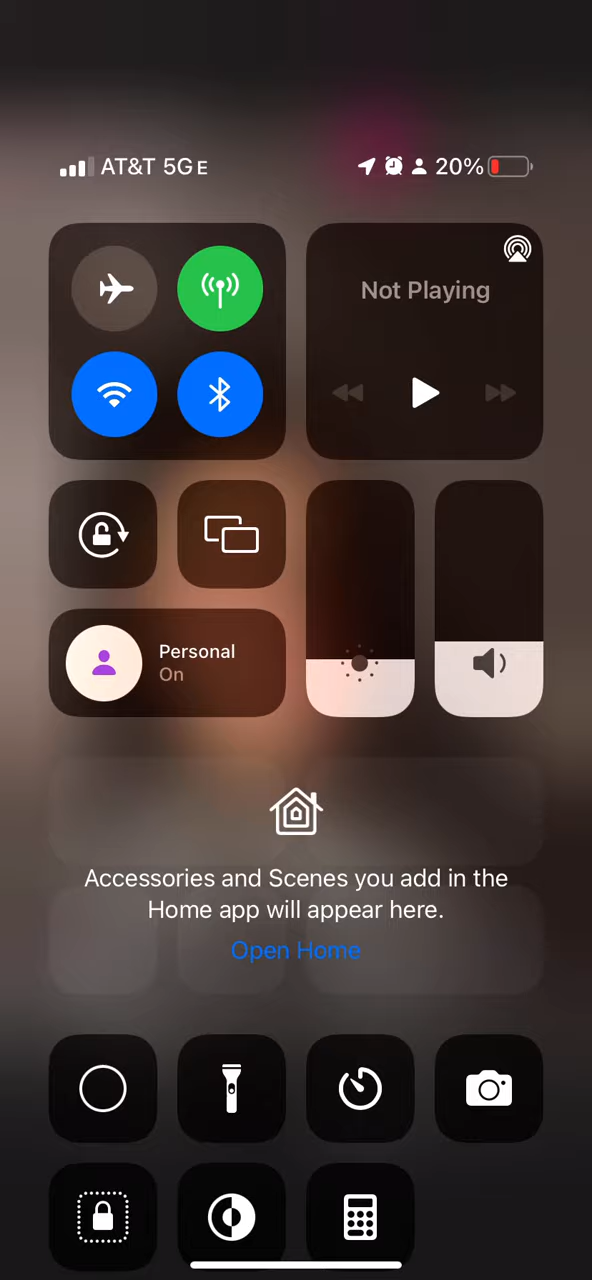 AT&T 5GE 20%
Not Playing
Personal
On
Accessories and Scenes you add in the
Home app will appear here.
Open Home